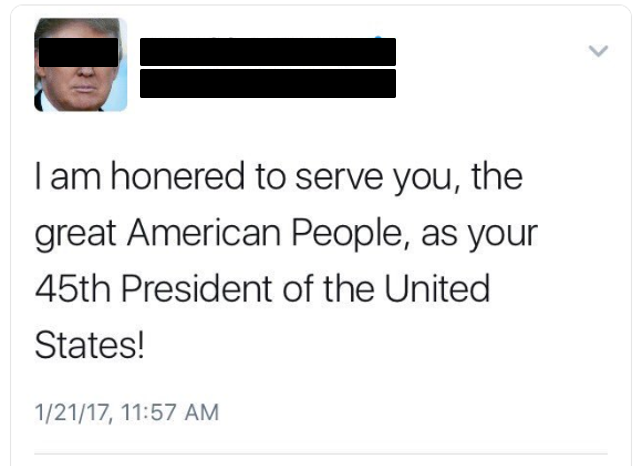 I am honered to serve you, the
great American People, as your
45th President of the United
States!
1/21/17, 11:57 AM